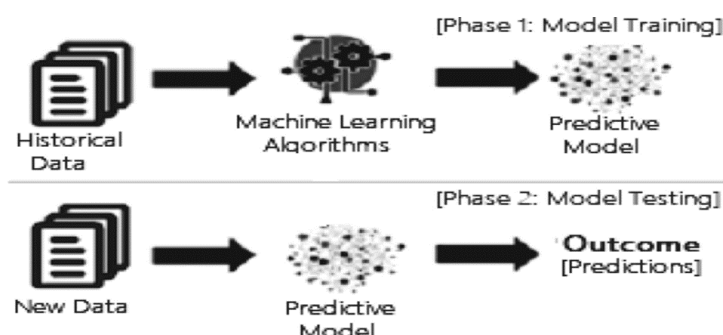 [Phase 1: Model Training]
Historical
Data
Machine Learning
Algorithms
Predictive
Model
[Phase 2: Model Testing]
New Data
Predictive
Model
Outcome
[Predictions]